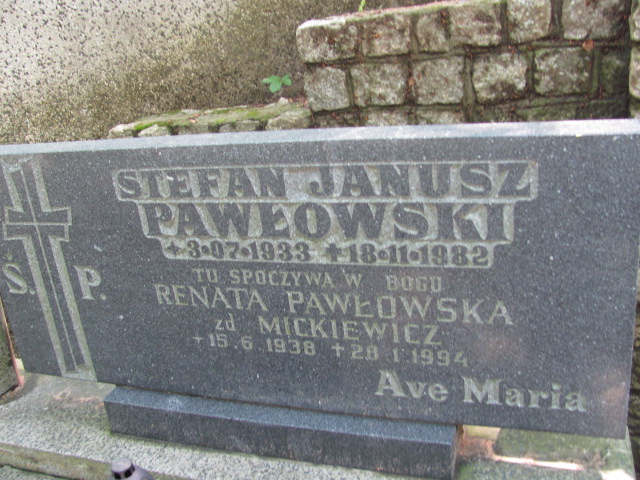 STEFAN JANUSZ
PAWŁOWSKI
+3·07·1933 +18·11·1982
Ś. P.
TU SPOCZYWA W BOGU
RENATA PAWŁOWSKA
zd MICKIEWICZ
+15.6 1938 +28 1.1994
Ave Maria